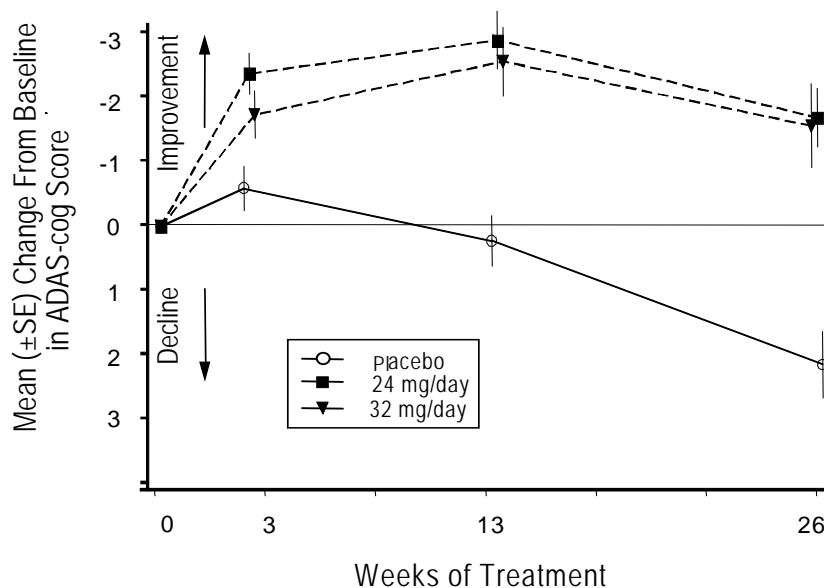 Mean (±SE) Change From Baseline
in ADAS-cog Score
Improvement
Decline
-3
-2
-1
0
1
2
3
Placebo
24 mg/day
32 mg/day
0 3 13 26
Weeks of Treatment